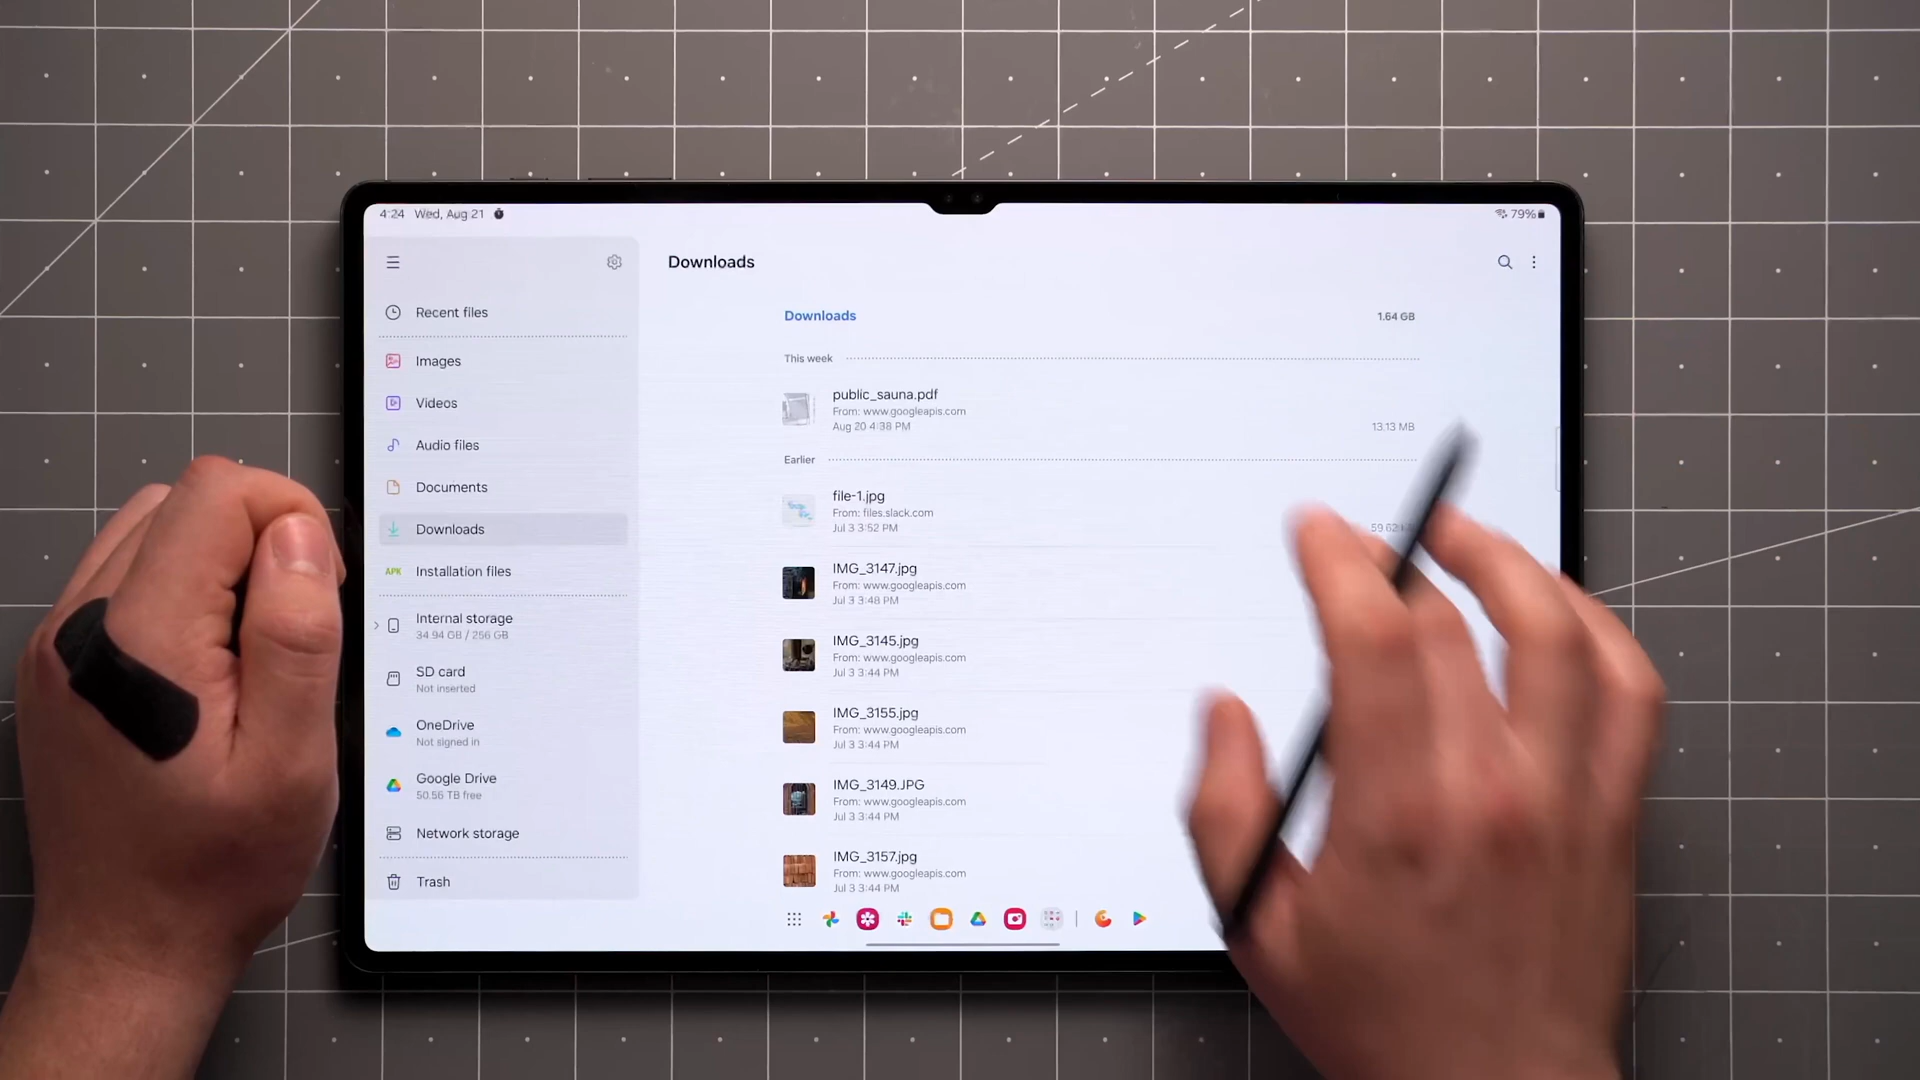 4:24 Wed, Aug 21
79%
Recent files
Images
Videos
Audio files
Documents
Downloads
APK Installation files
Internal storage
34.94 GB / 256 GB
SD card
Not inserted
OneDrive
Not signed in
Google Drive
50.56 TB free
Network storage
Trash
Downloads
Downloads 1.64 GB
This week
public_sauna.pdf
From: www.googleapis.com
Aug 20 4:38 PM 13.13 MB
Earlier
file-1.jpg
From: files.slack.com
Jul 3 3:52 PM 59.62
IMG_3147.jpg
From: www.googleapis.com
Jul 3 3:48 PM
IMG_3145.jpg
From: www.googleapis.com
Jul 3 3:44 PM
IMG_3155.jpg
From: www.googleapis.com
Jul 3 3:44 PM
IMG_3149.JPG
From: www.googleapis.com
Jul 3 3:44 PM
IMG_3157.jpg
From: www.googleapis.com
Jul 3 3:44 PM